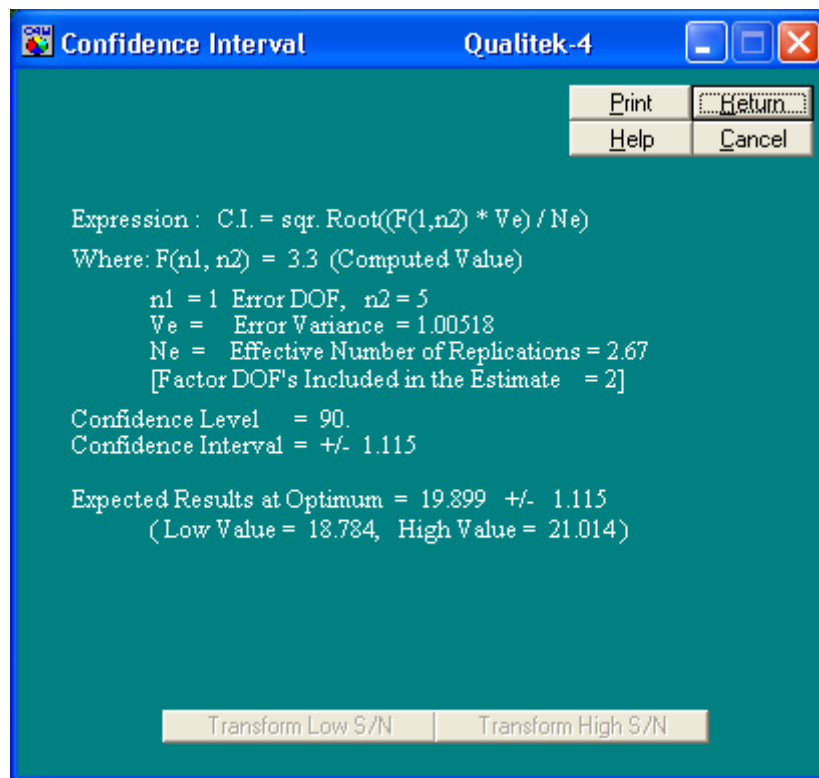 Confidence Interval Qualitek-4
Print Return
Help Cancel
Expression : C.I. = sqr. Root((F(1,n2) * Ve) / Ne)
Where: F(n1, n2) = 3.3 (Computed Value)
n1 = 1 Error DOF, n2 = 5
Ve = Error Variance = 1.00518
Ne = Effective Number of Replications = 2.67
[Factor DOF's Included in the Estimate = 2]
Confidence Level = 90.
Confidence Interval = +/- 1.115
Expected Results at Optimum = 19.899 +/- 1.115
( Low Value = 18.784, High Value = 21.014 )
Transform Low S/N Transform High S/N